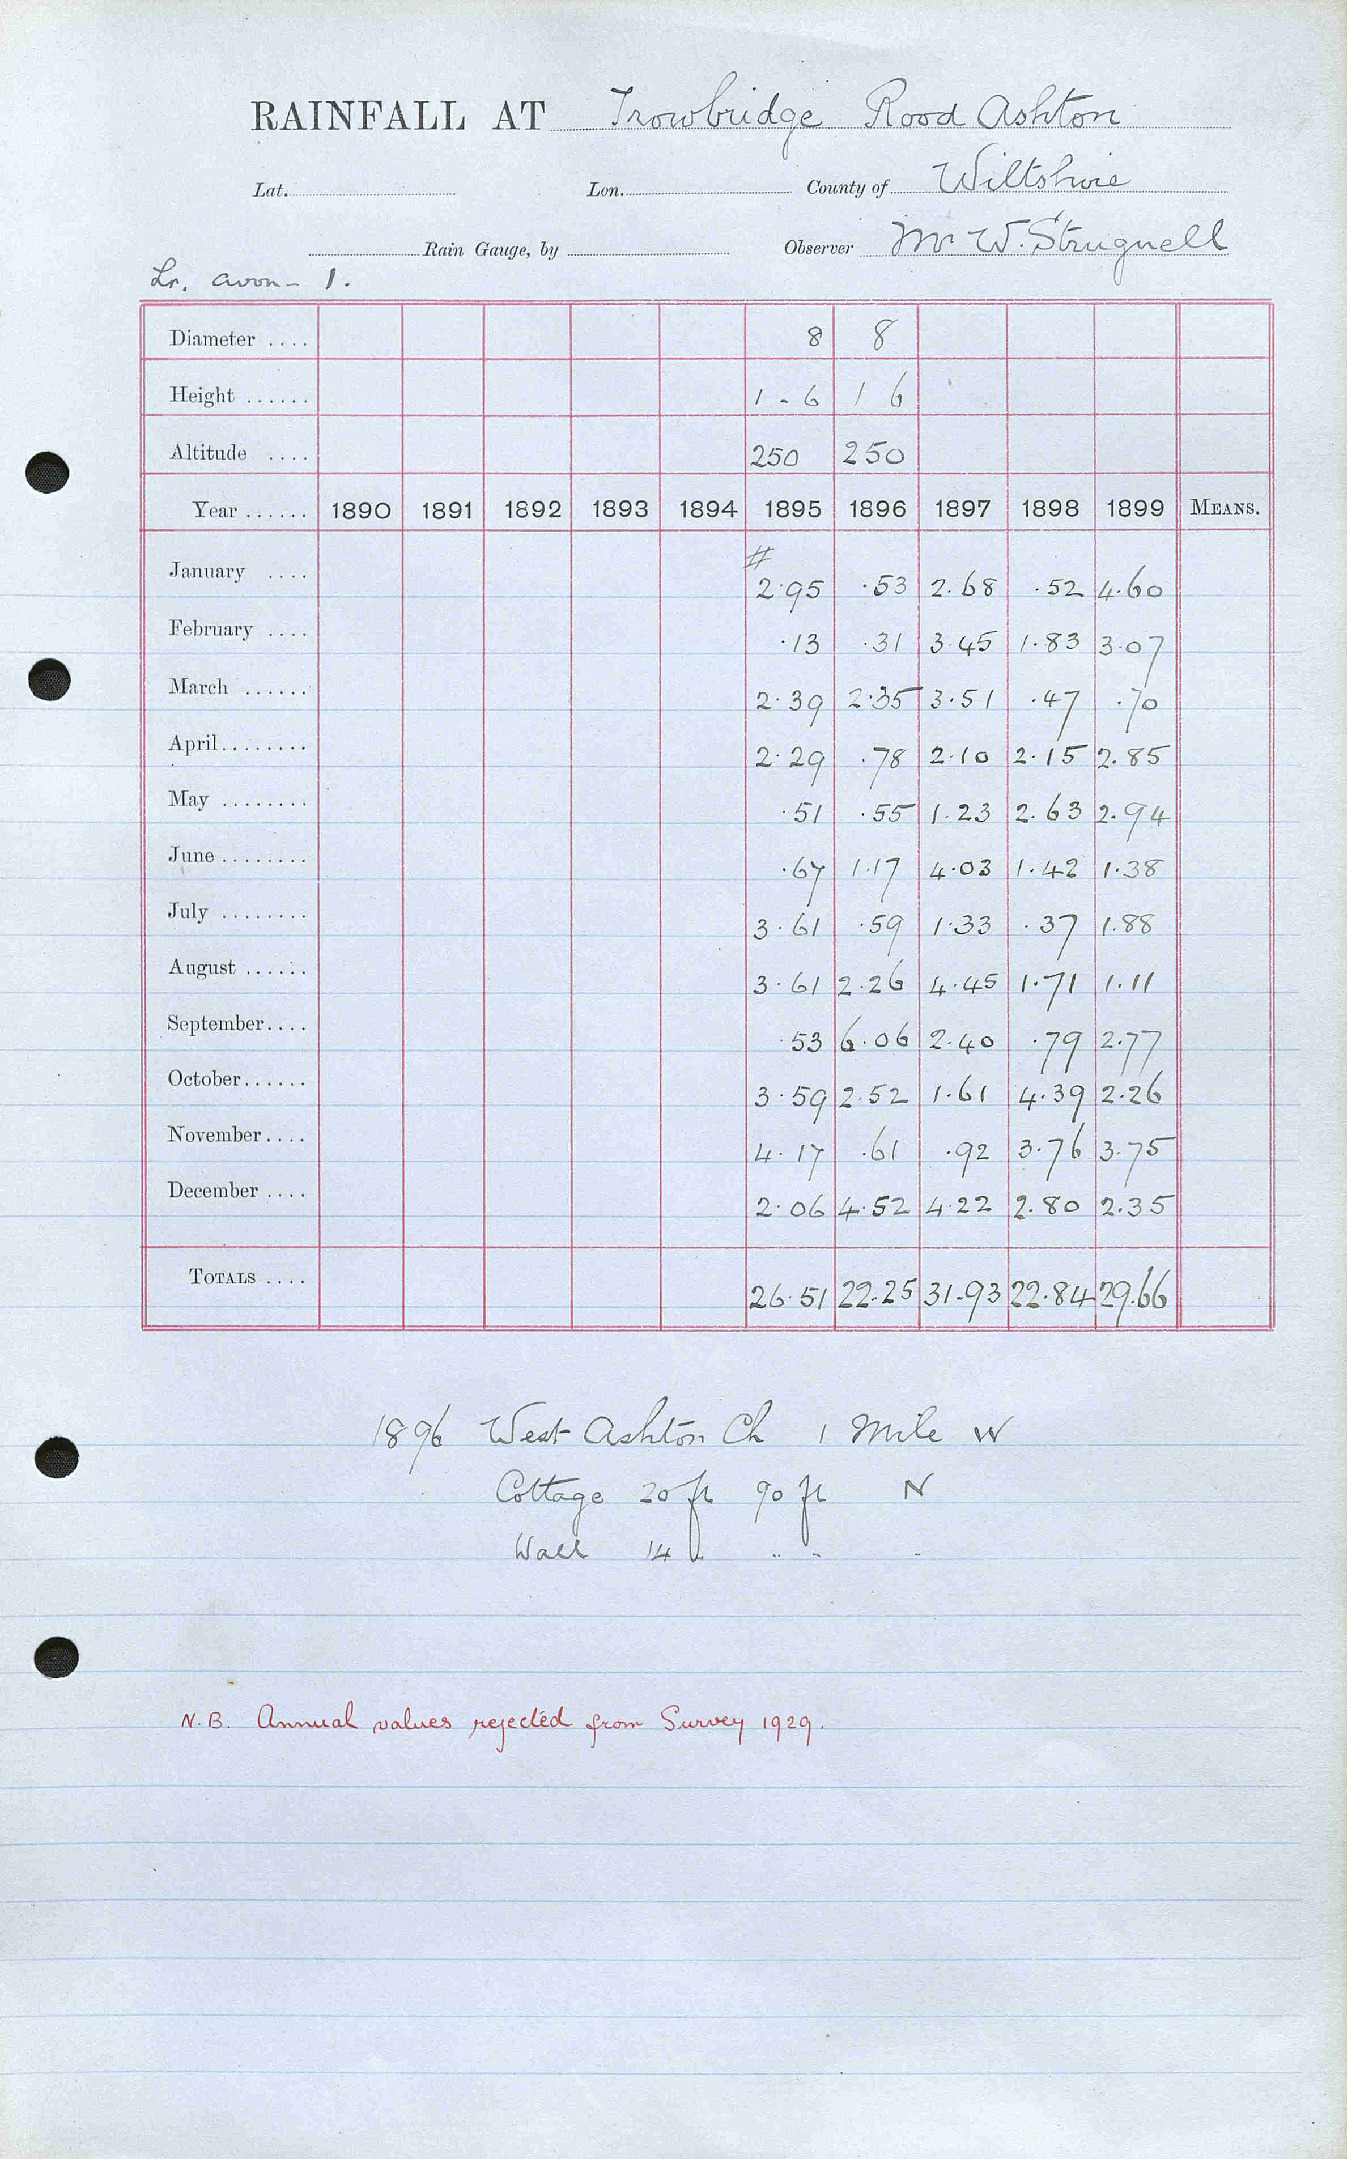 RAINFALL AT Trowbridge Rood Ashton
Lat. Lon. County of Wiltshire
Rain Gauge, by Observer Mr W. Strugnell
Lr. Avon - 1.
Diameter .... 8 8
Height ...... 1 - 6 1 6
Altitude .... 250 250
Year ...... 1890 1891 1892 1893 1894 1895 1896 1897 1898 1899 MEANS.
#
January .... 2.95 .53 2.68 .52 4.60
February .... .13 .31 3.45 1.83 3.07
March ...... 2.39 2.35 3.51 .47 .70
April........ 2.29 .78 2.10 2.15 2.85
May ........ .51 .55 1.23 2.63 2.94
June ........ .67 1.17 4.03 1.42 1.38
July ........ 3.61 .59 1.33 .37 1.88
August ...... 3.61 2.26 4.45 1.71 1.11
September.... .53 6.06 2.40 .79 2.77
October...... 3.59 2.52 1.61 4.39 2.26
November.... 4.17 .61 .92 3.76 3.75
December .... 2.06 4.52 4.22 2.80 2.35
TOTALS .... 26.51 22.25 31.93 22.84 29.66
1896 West Ashton Ch 1 Mile W
Cottage 20 ft 90 ft N
Wall 14 " " " "
N.B. Annual values rejected from Survey 1929.